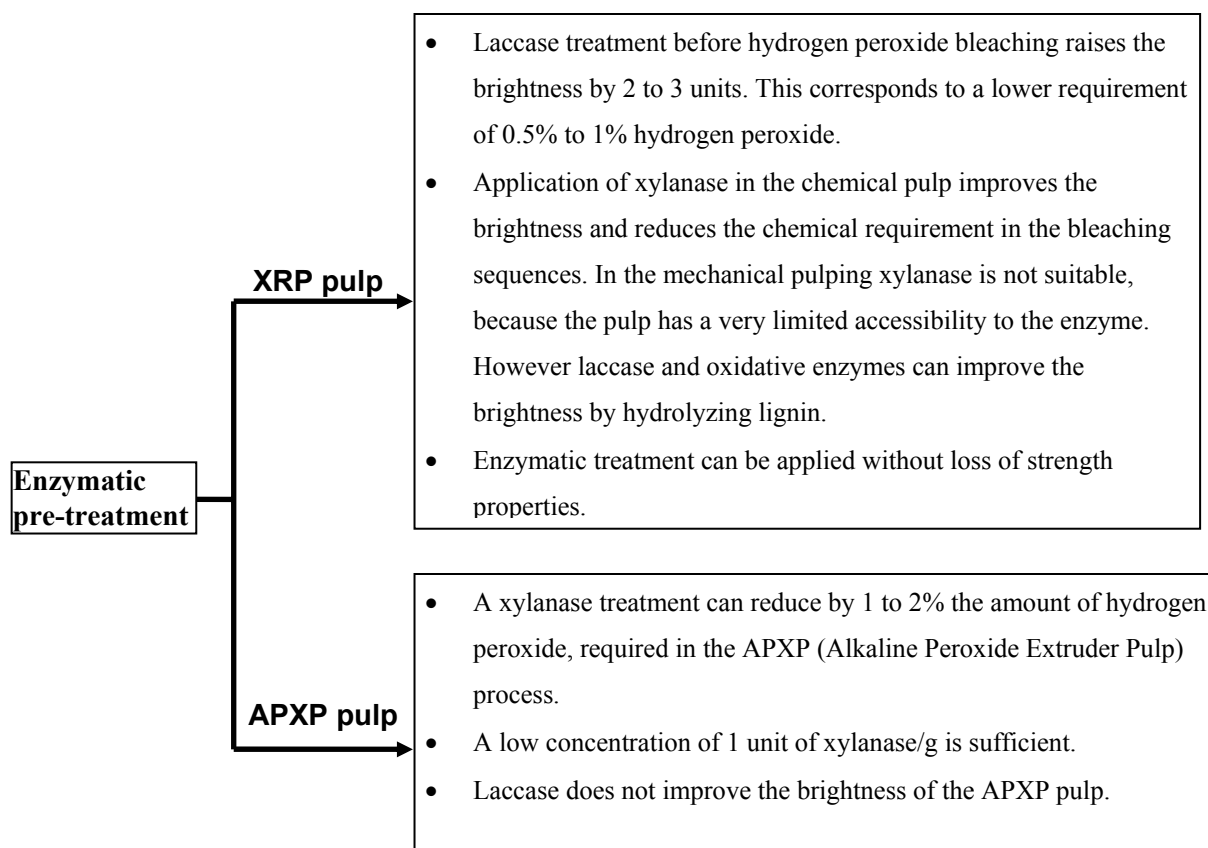 • Laccase treatment before hydrogen peroxide bleaching raises the
brightness by 2 to 3 units. This corresponds to a lower requirement
of 0.5% to 1% hydrogen peroxide.
• Application of xylanase in the chemical pulp improves the
brightness and reduces the chemical requirement in the bleaching
sequences. In the mechanical pulping xylanase is not suitable,
because the pulp has a very limited accessibility to the enzyme.
However laccase and oxidative enzymes can improve the
brightness by hydrolyzing lignin.
• Enzymatic treatment can be applied without loss of strength
properties.
XRP pulp
Enzymatic
pre-treatment
APXP pulp
• A xylanase treatment can reduce by 1 to 2% the amount of hydrogen
peroxide, required in the APXP (Alkaline Peroxide Extruder Pulp)
process.
• A low concentration of 1 unit of xylanase/g is sufficient.
• Laccase does not improve the brightness of the APXP pulp.